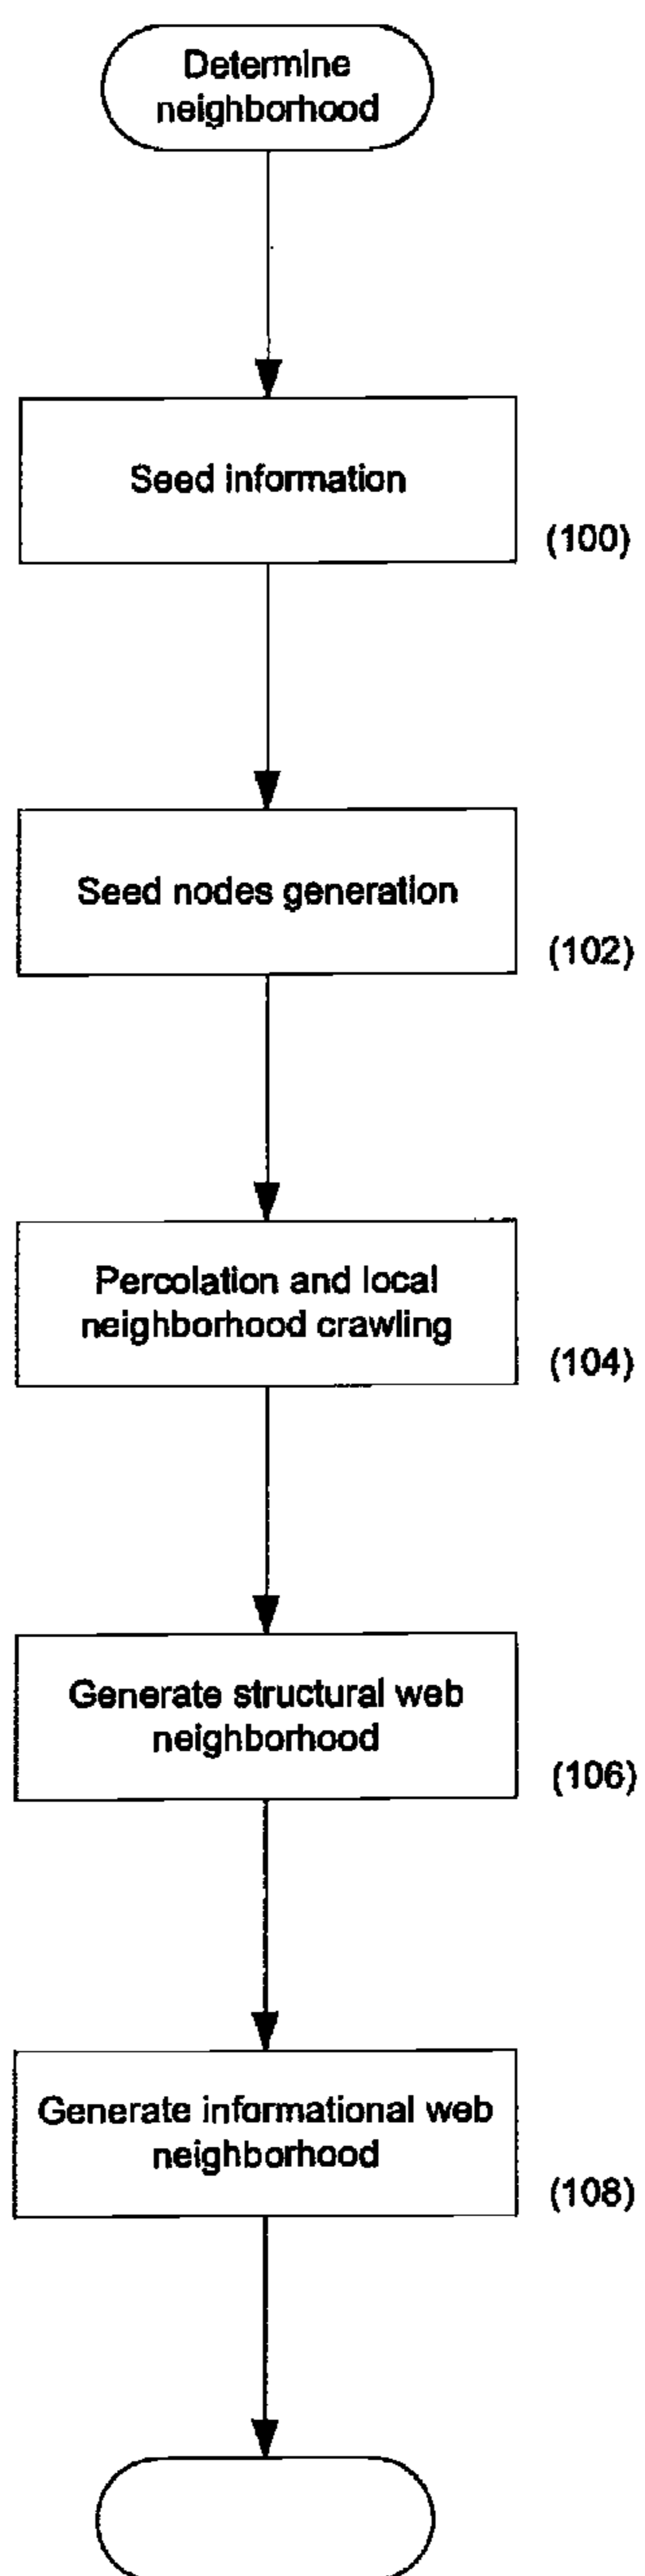 Determine
neighborhood
Seed information
(100)
Seed nodes generation
(102)
Percolation and local
neighborhood crawling
(104)
Generate structural web
neighborhood
(106)
Generate informational web
neighborhood
(108)